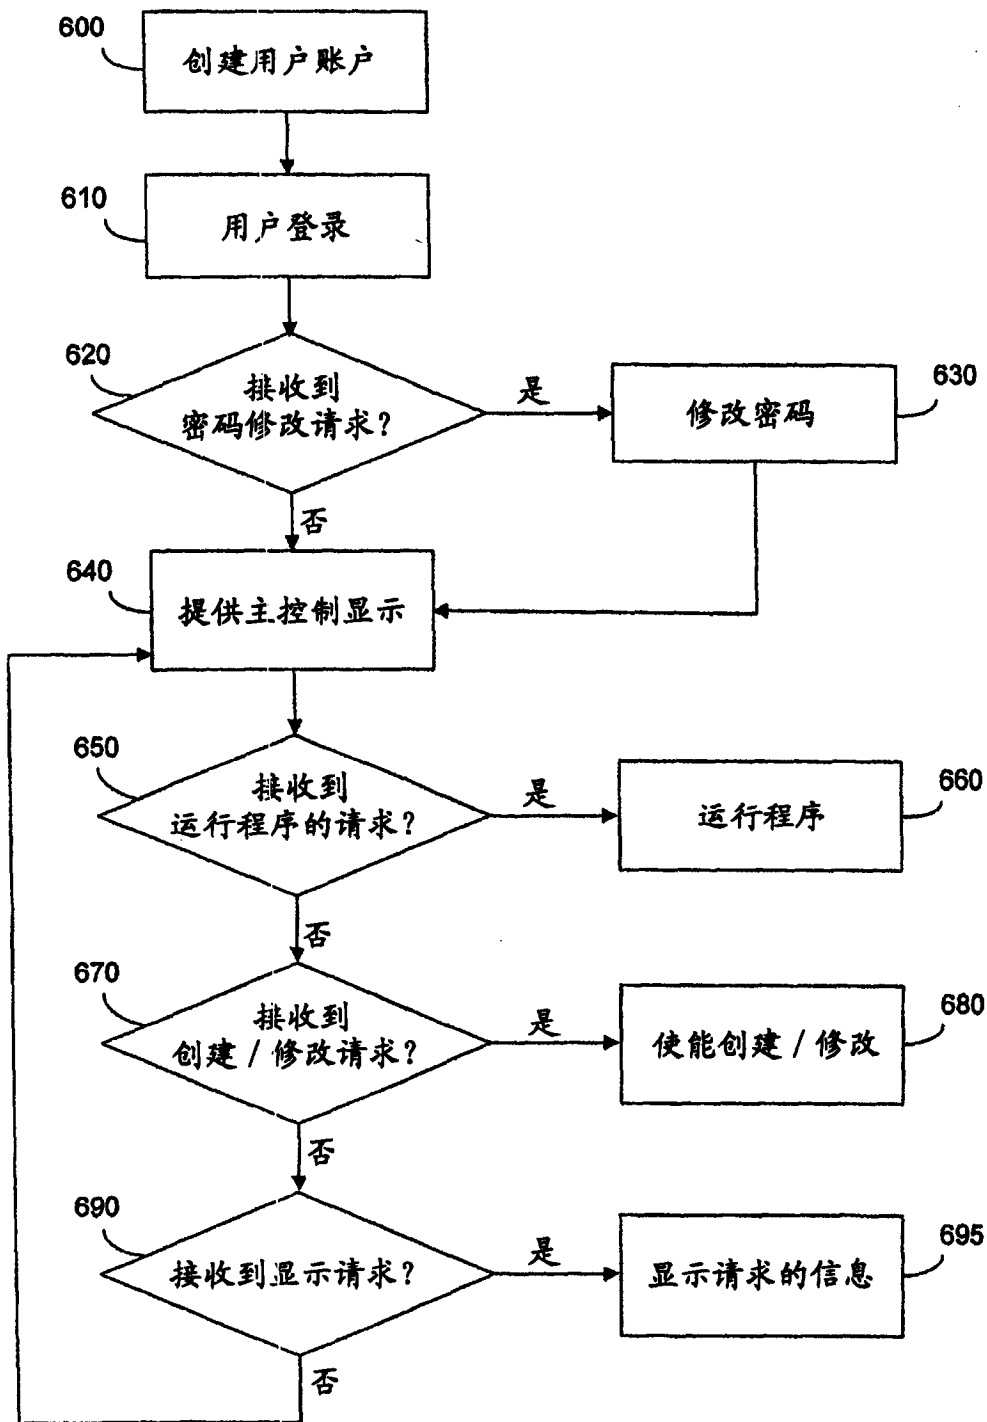 600
创建用户账户
610
用户登录
620
接收到
密码修改请求?
是
630
修改密码
否
640
提供主控制显示
650
接收到
运行程序的请求?
是
660
运行程序
否
670
接收到
创建/修改请求?
是
680
使能创建/修改
否
690
接收到显示请求?
是
695
显示请求的信息
否